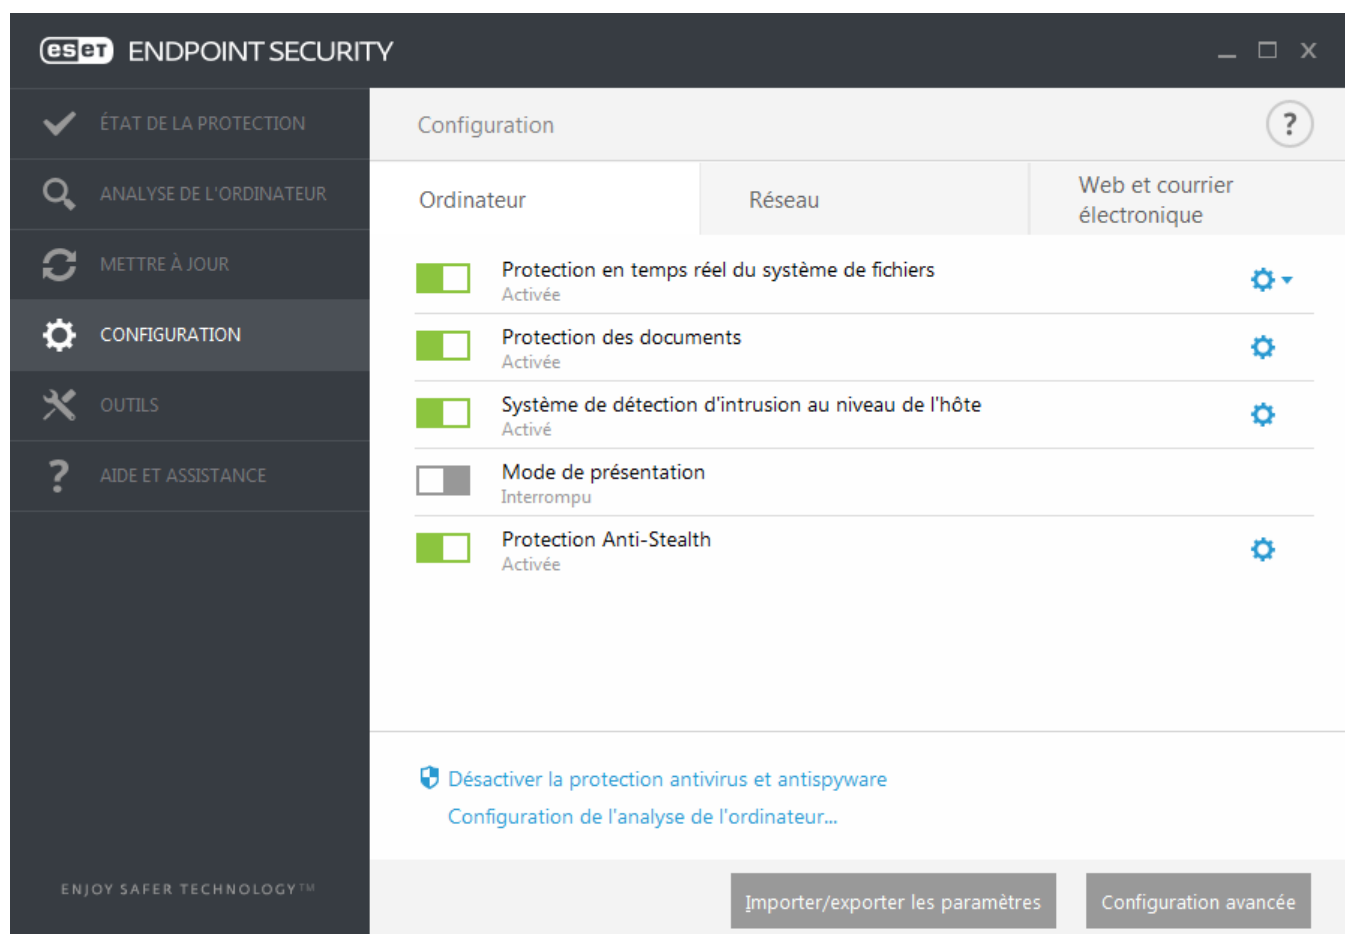 eset ENDPOINT SECURITY
ÉTAT DE LA PROTECTION
ANALYSE DE L'ORDINATEUR
METTRE À JOUR
CONFIGURATION
OUTILS
AIDE ET ASSISTANCE
ENJOY SAFER TECHNOLOGY™
Configuration
?
Ordinateur
Réseau
Web et courrier
électronique
Protection en temps réel du système de fichiers
Activée
Protection des documents
Activée
Système de détection d'intrusion au niveau de l'hôte
Activé
Mode de présentation
Interrompu
Protection Anti-Stealth
Activée
Désactiver la protection antivirus et antispyware
Configuration de l'analyse de l'ordinateur...
Importer/exporter les paramètres
Configuration avancée